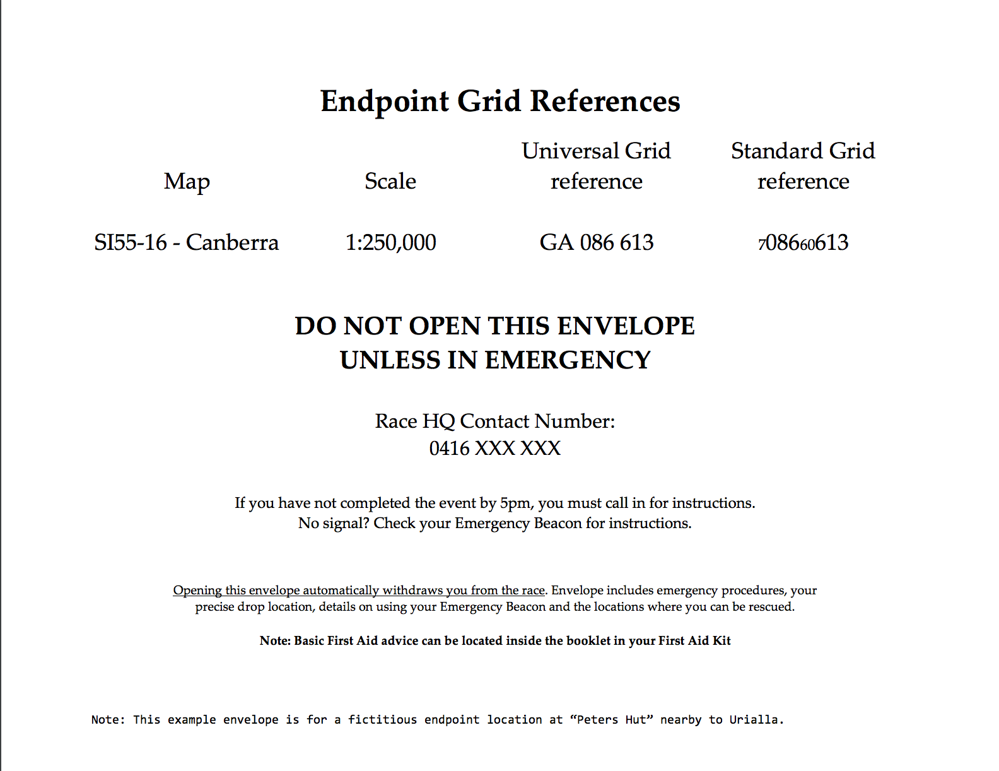 Endpoint Grid References
Universal Grid Standard Grid
Map Scale reference reference
SI55-16 - Canberra 1:250,000 GA 086 613 708660613
DO NOT OPEN THIS ENVELOPE
UNLESS IN EMERGENCY
Race HQ Contact Number:
0416 XXX XXX
If you have not completed the event by 5pm, you must call in for instructions.
No signal? Check your Emergency Beacon for instructions.
Opening this envelope automatically withdraws you from the race. Envelope includes emergency procedures, your
precise drop location, details on using your Emergency Beacon and the locations where you can be rescued.
Note: Basic First Aid advice can be located inside the booklet in your First Aid Kit
Note: This example envelope is for a fictitious endpoint location at “Peters Hut” nearby to Urialla.